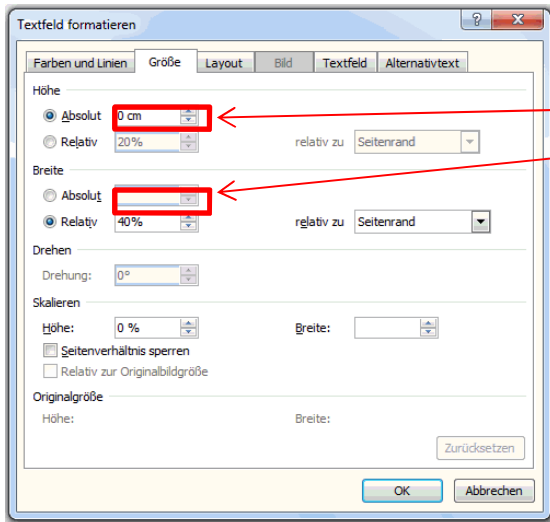 Textfeld formatieren
Farben und Linien Größe Layout Bild Textfeld Alternativtext
Höhe
Absolut 0 cm
Relativ 20% relativ zu Seitenrand
Breite
Absolut
Relativ 40% relativ zu Seitenrand
Drehen
Drehung: 0°
Skalieren
Höhe: 0 % Breite:
Seitenverhältnis sperren
Relativ zur Originalbildgröße
Originalgröße
Höhe: Breite:
Zurücksetzen
OK Abbrechen